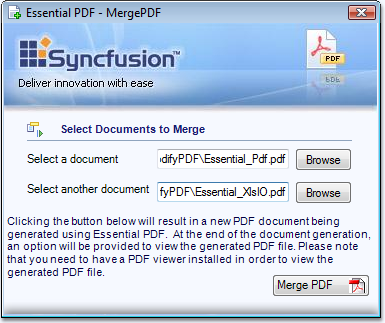 Essential PDF - MergePDF
Syncfusion™
PDF
Deliver innovation with ease
Select Documents to Merge
Select a document difyPDF\Essential_Pdf.pdf Browse
Select another document fyPDF\Essential_XlsIO.pdf Browse
Clicking the button below will result in a new PDF document being
generated using Essential PDF. At the end of the document generation,
an option will be provided to view the generated PDF file. Please note
that you need to have a PDF viewer installed in order to view the
generated PDF file.
Merge PDF